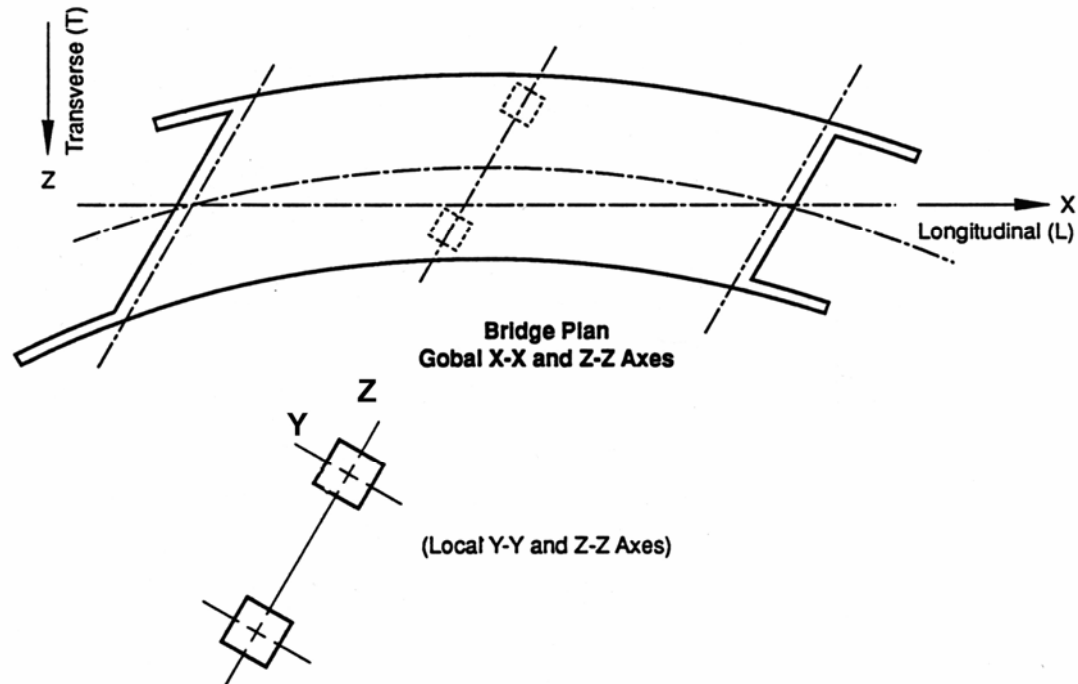 Transverse (T)
Z
X
Longitudinal (L)
Bridge Plan
Gobal X-X and Z-Z Axes
Z
Y
(Local Y-Y and Z-Z Axes)